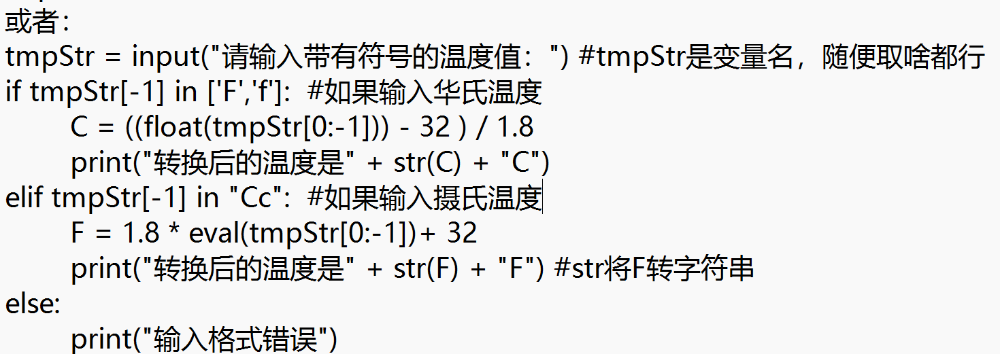 或者：
tmpStr = input("请输入带有符号的温度值：") #tmpStr是变量名，随便取啥都行
if tmpStr[-1] in ['F','f']:  #如果输入华氏温度
C = ((float(tmpStr[0:-1])) - 32 ) / 1.8
print("转换后的温度是" + str(C) + "C")
elif tmpStr[-1] in "Cc":  #如果输入摄氏温度
F = 1.8 * eval(tmpStr[0:-1])+ 32
print("转换后的温度是" + str(F) + "F") #str将F转字符串
else:
print("输入格式错误")